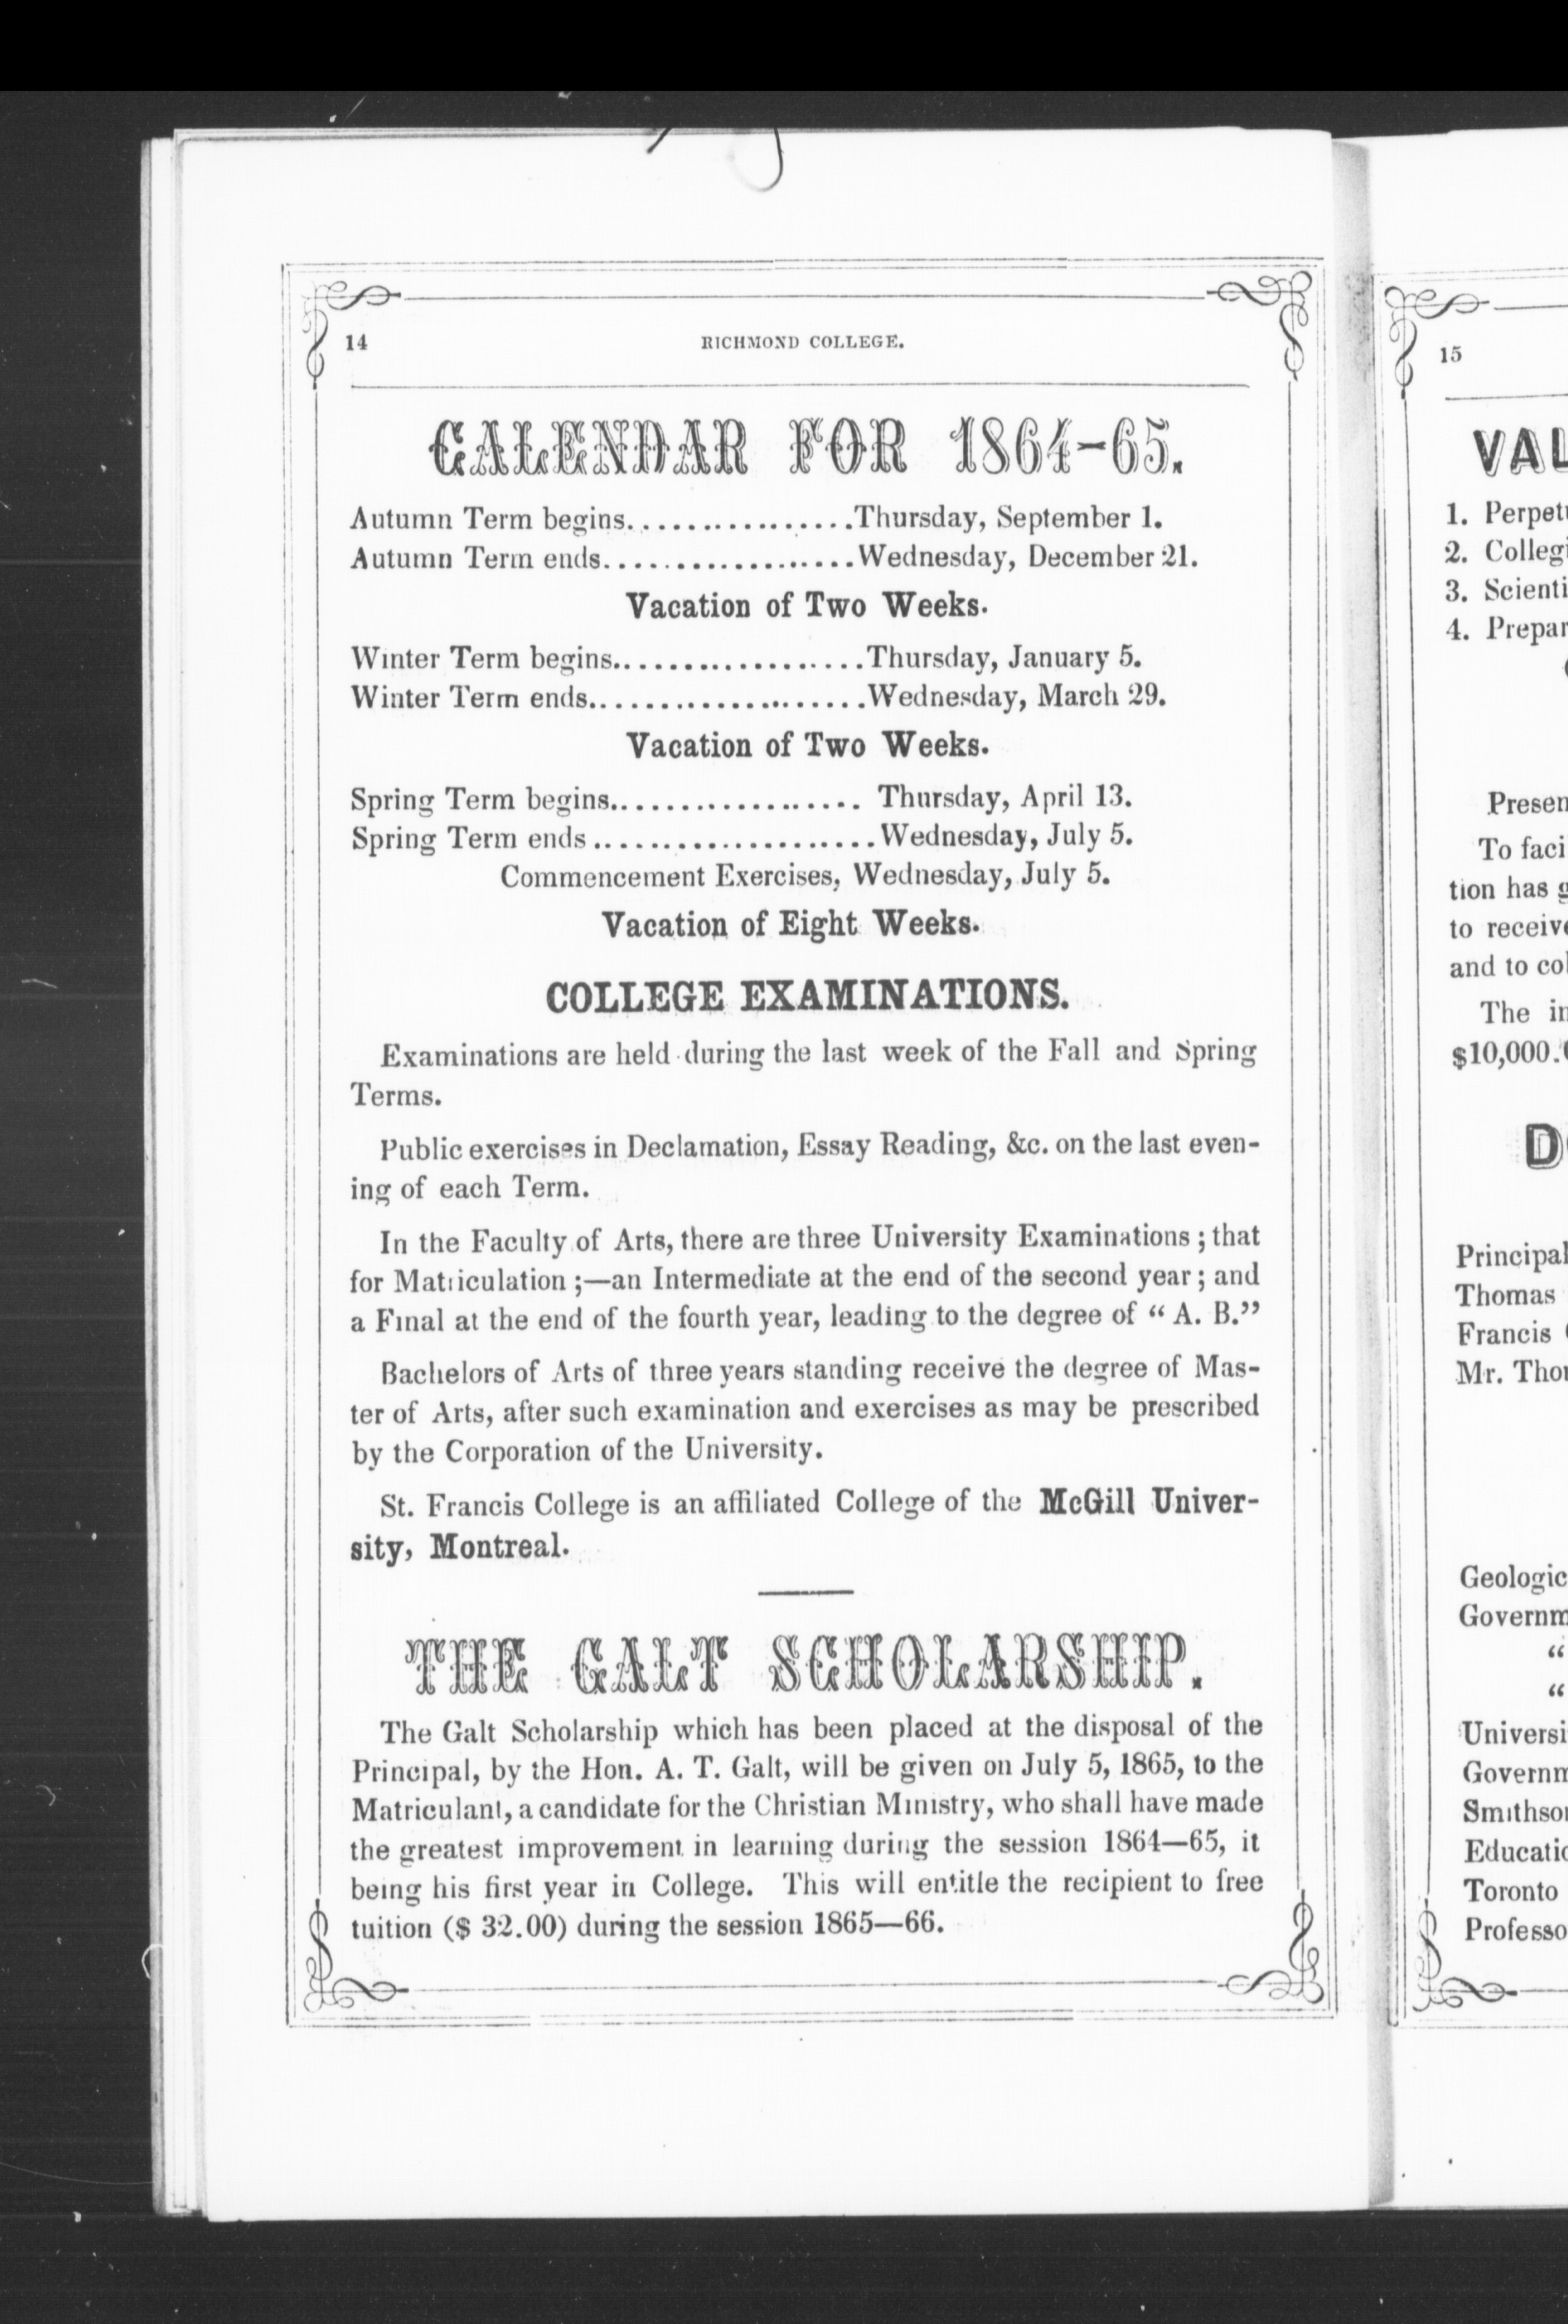 14
RICHMOND COLLEGE.
CALENDAR FOR 1864-65.
Autumn Term begins................Thursday, September 1.
Autumn Term ends..................Wednesday, December 21.
Vacation of Two Weeks.
Winter Term begins..................Thursday, January 5.
Winter Term ends....................Wednesday, March 29.
Vacation of Two Weeks.
Spring Term begins.................. Thursday, April 13.
Spring Term ends....................Wednesday, July 5.
Commencement Exercises, Wednesday, July 5.
Vacation of Eight Weeks.
COLLEGE EXAMINATIONS.
Examinations are held during the last week of the Fall and Spring
Terms.
Public exercises in Declamation, Essay Reading, &c. on the last even-
ing of each Term.
In the Faculty of Arts, there are three University Examinations; that
for Matriculation;—an Intermediate at the end of the second year; and
a Final at the end of the fourth year, leading to the degree of “ A. B.”
Bachelors of Arts of three years standing receive the degree of Mas-
ter of Arts, after such examination and exercises as may be prescribed
by the Corporation of the University.
St. Francis College is an affiliated College of the McGill Univer-
sity, Montreal.
THE GALT SCHOLARSHIP.
The Galt Scholarship which has been placed at the disposal of the
Principal, by the Hon. A. T. Galt, will be given on July 5, 1865, to the
Matriculant, a candidate for the Christian Ministry, who shall have made
the greatest improvement in learning during the session 1864—65, it
being his first year in College. This will entitle the recipient to free
tuition ($ 32.00) during the session 1865—66.
15
VAL
1. Perpet
2. Colleg
3. Scienti
4. Prepar
Presen
To faci
tion has g
to receive
and to col
The in
$10,000.
D
Principal
Thomas
Francis
Mr. Thom
Geologic
Governm
“
“
Universi
Governm
Smithson
Educatio
Toronto
Professo